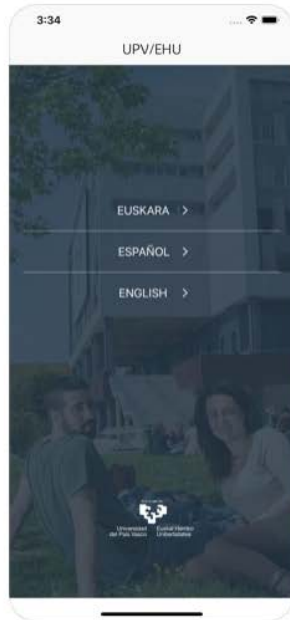 3:34
UPV/EHU
EUSKARA >
ESPAÑOL >
ENGLISH >
Universidad Euskal Herriko
del País Vasco Unibertsitatea